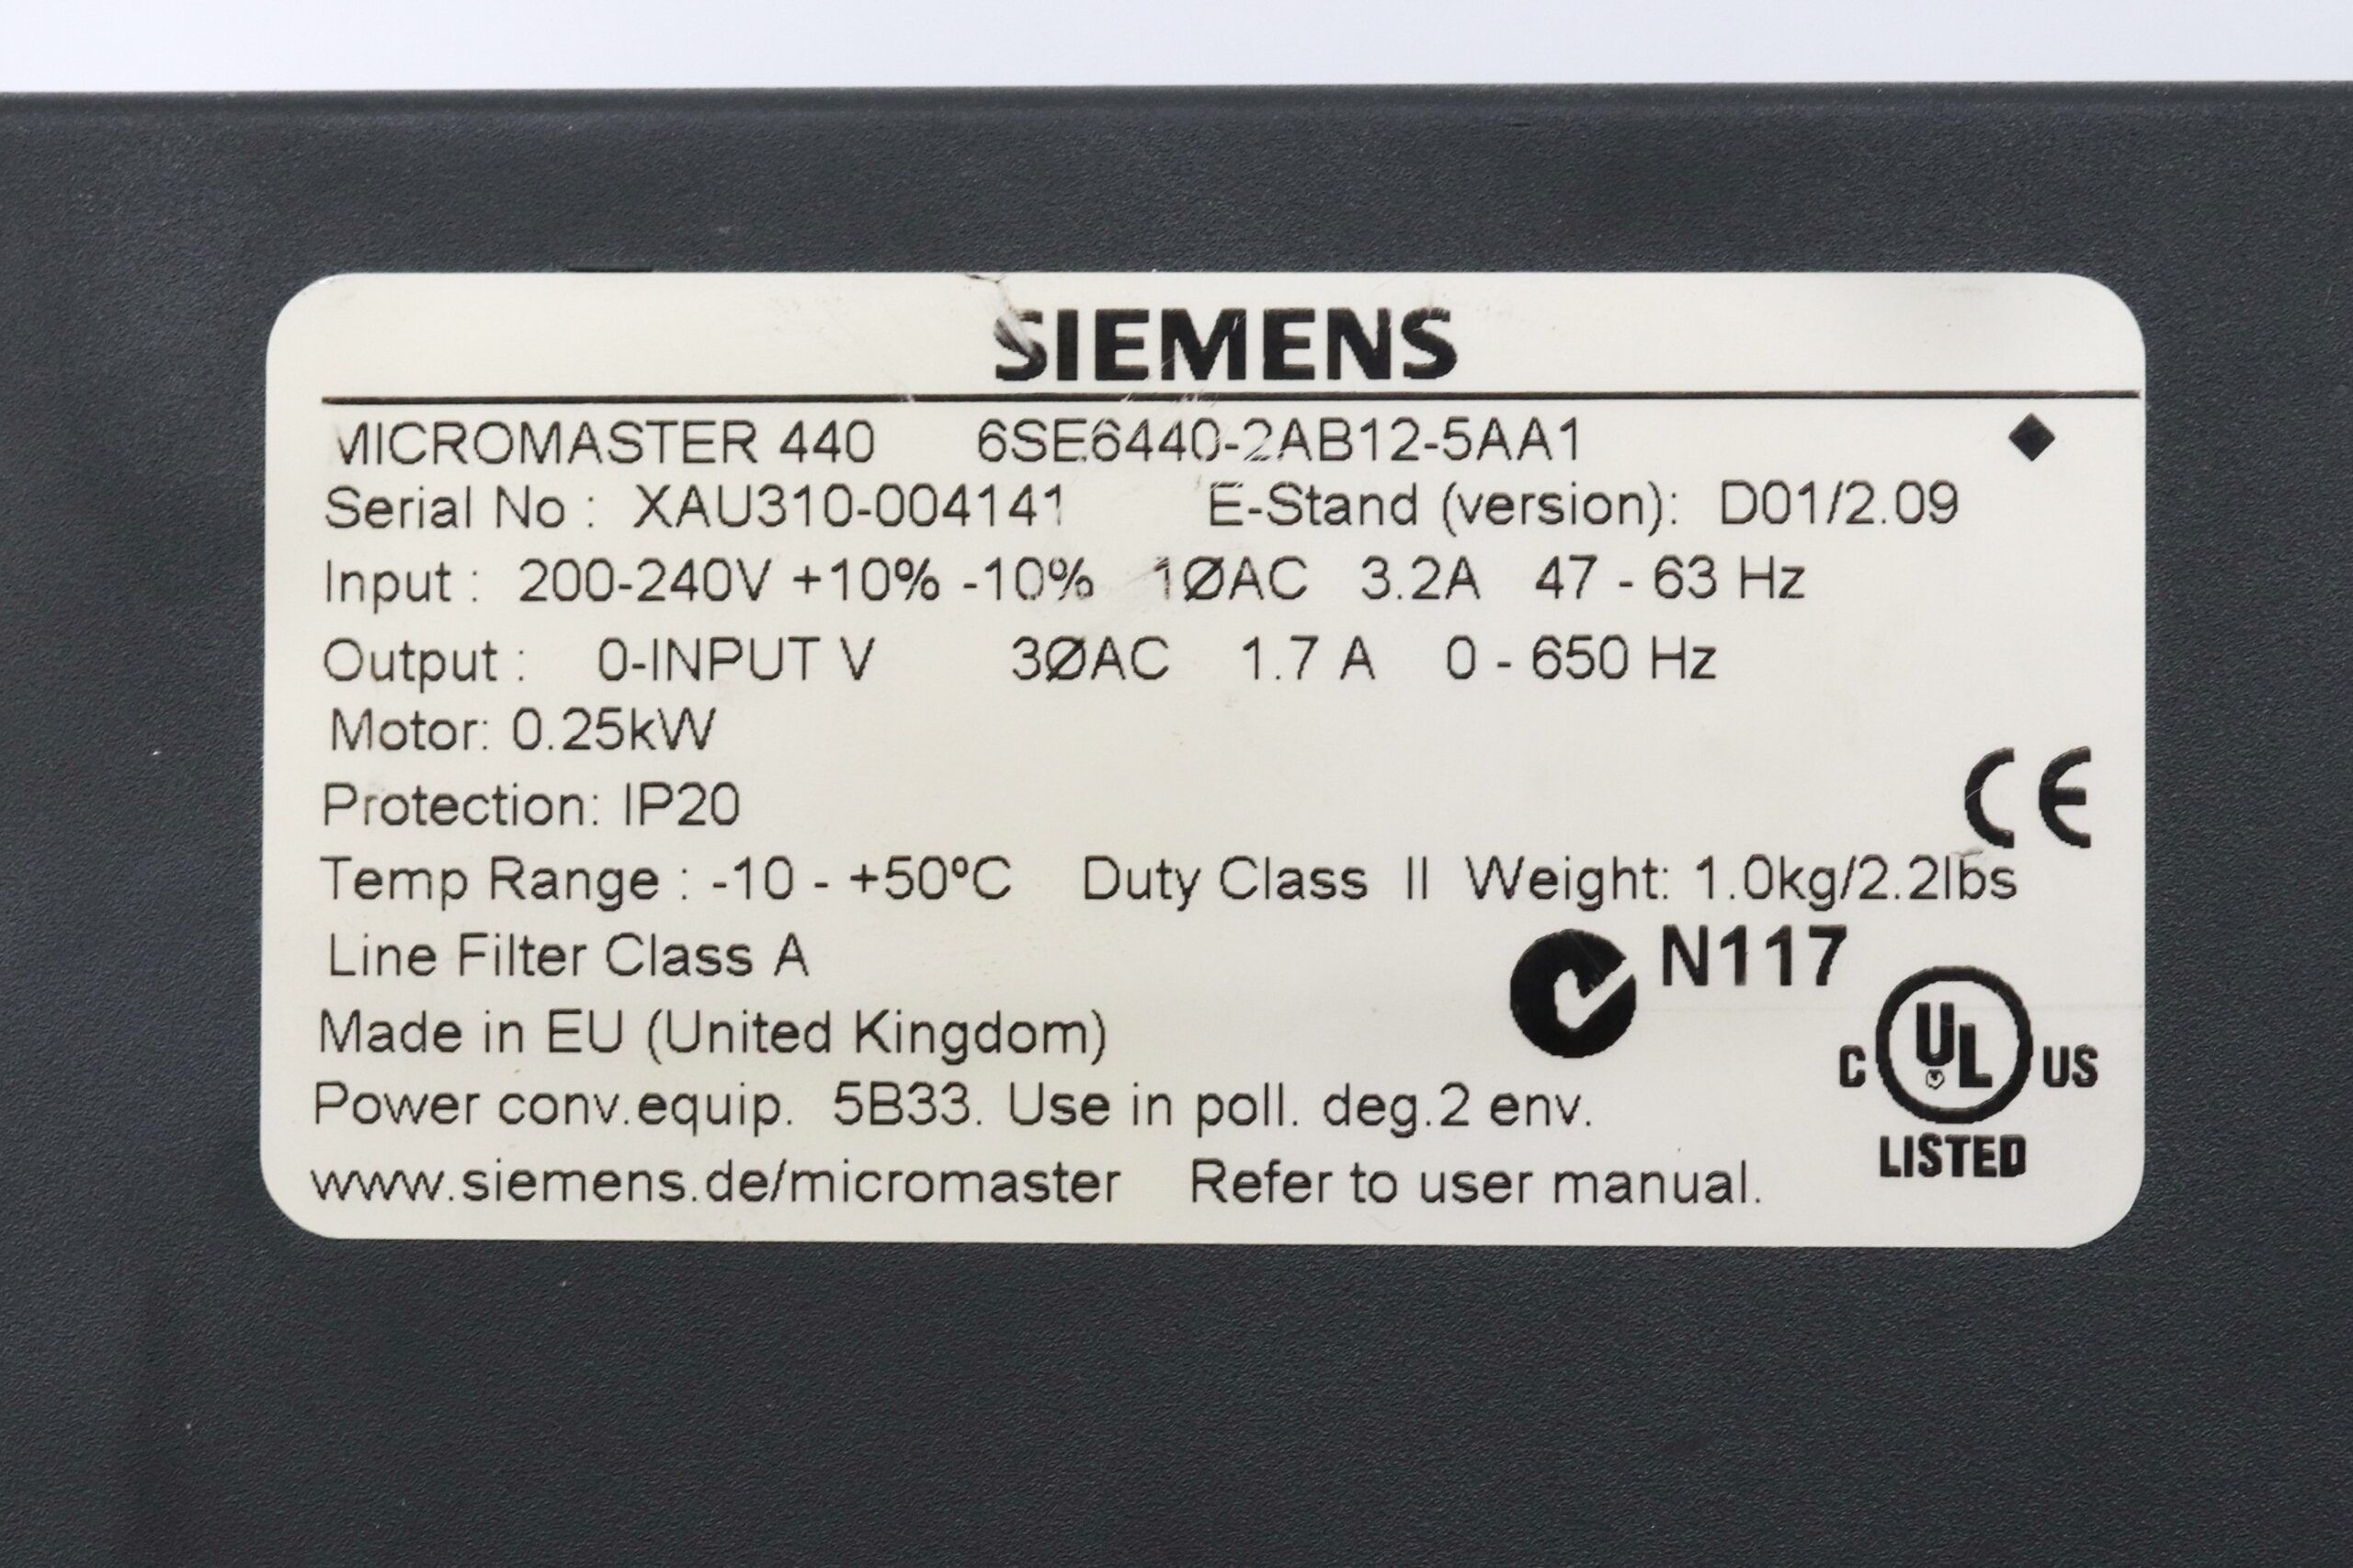 SIEMENS
MICROMASTER 440 6SE6440-2AB12-5AA1
Serial No : XAU310-004141 E-Stand (version): D01/2.09
Input : 200-240V +10% -10% 1ØAC 3.2A 47 - 63 Hz
Output : 0-INPUT V 3ØAC 1.7 A 0 - 650 Hz
Motor: 0.25kW
Protection: IP20
CE
Temp Range : -10 - +50ºC Duty Class II Weight: 1.0kg/2.2lbs
Line Filter Class A
N117
Made in EU (United Kingdom)
C UL US
LISTED
Power conv.equip. 5B33. Use in poll. deg.2 env.
www.siemens.de/micromaster Refer to user manual.